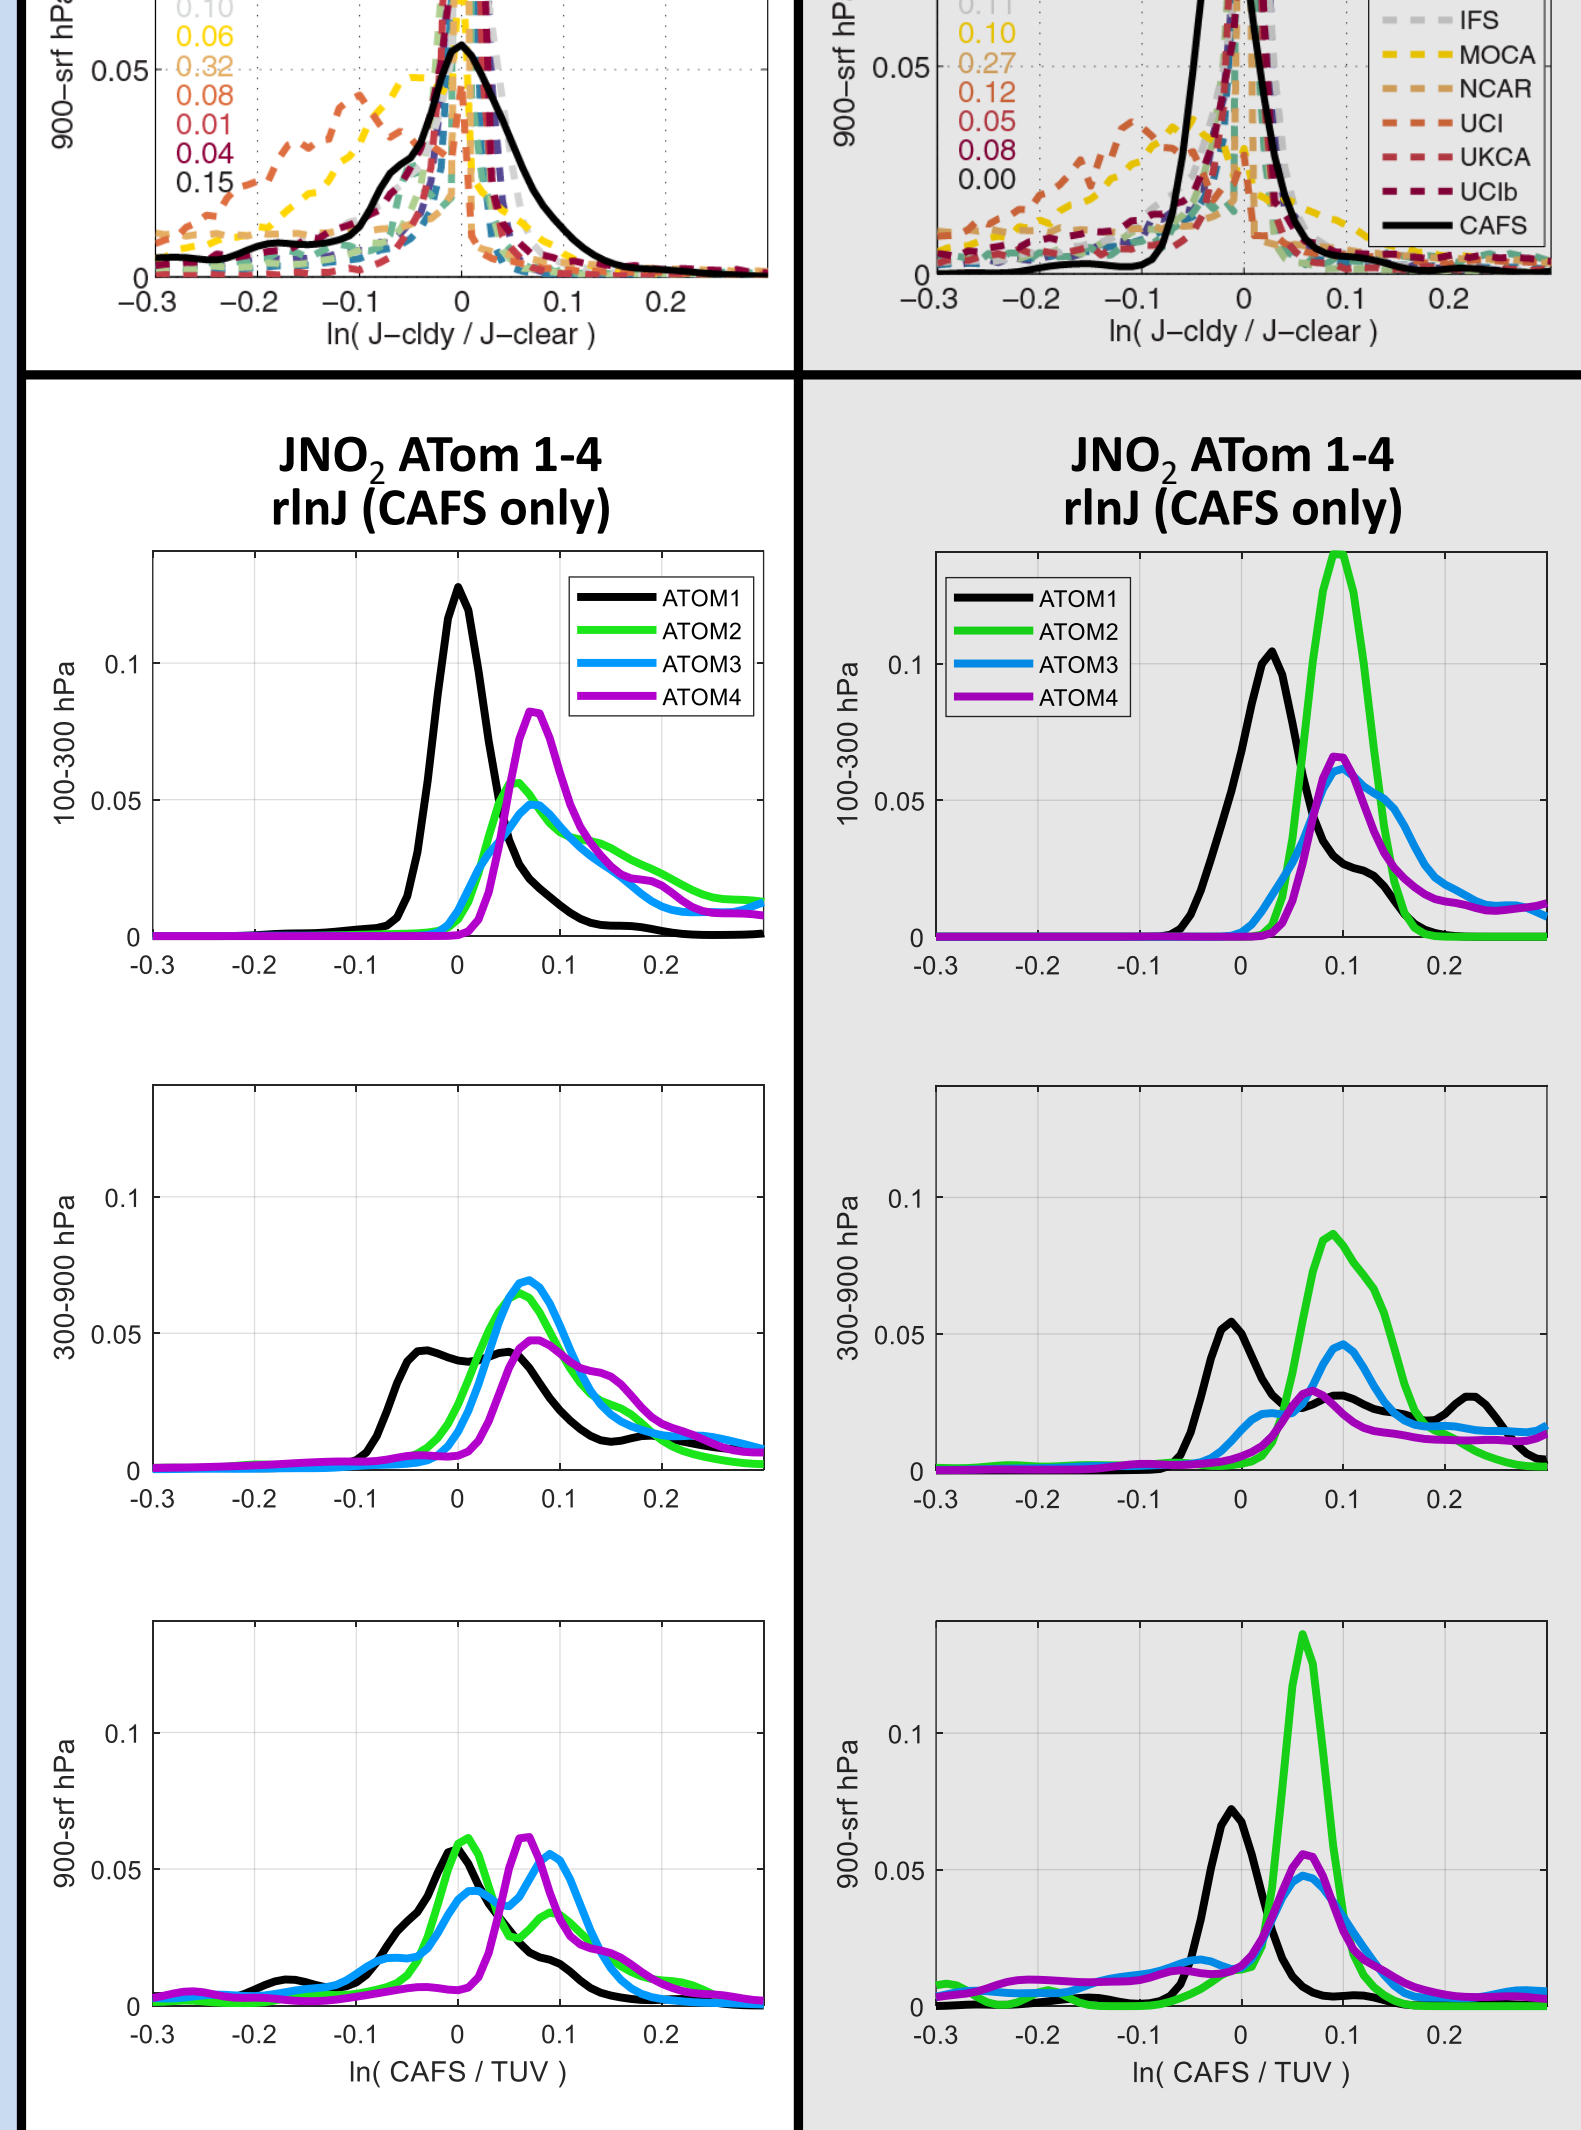 900–srf hPa
0.10
0.06
0.32
0.08
0.01
0.04
0.15
0.05
0
−0.3 −0.2 −0.1 0 0.1 0.2
ln( J−cldy / J−clear )
900–srf hPa
0.11
0.10
0.27
0.12
0.05
0.08
0.00
0.05
0
IFS
MOCA
NCAR
UCI
UKCA
UCIb
CAFS
−0.3 −0.2 −0.1 0 0.1 0.2
ln( J−cldy / J−clear )
JNO2 ATom 1-4
rlnJ (CAFS only)
ATOM1
ATOM2
ATOM3
ATOM4
100-300 hPa
0.1
0.05
0
-0.3 -0.2 -0.1 0 0.1 0.2
300-900 hPa
0.1
0.05
0
-0.3 -0.2 -0.1 0 0.1 0.2
900-srf hPa
0.1
0.05
0
-0.3 -0.2 -0.1 0 0.1 0.2
ln( CAFS / TUV )
JNO2 ATom 1-4
rlnJ (CAFS only)
ATOM1
ATOM2
ATOM3
ATOM4
100-300 hPa
0.1
0.05
0
-0.3 -0.2 -0.1 0 0.1 0.2
300-900 hPa
0.1
0.05
0
-0.3 -0.2 -0.1 0 0.1 0.2
900-srf hPa
0.1
0.05
0
-0.3 -0.2 -0.1 0 0.1 0.2
ln( CAFS / TUV )